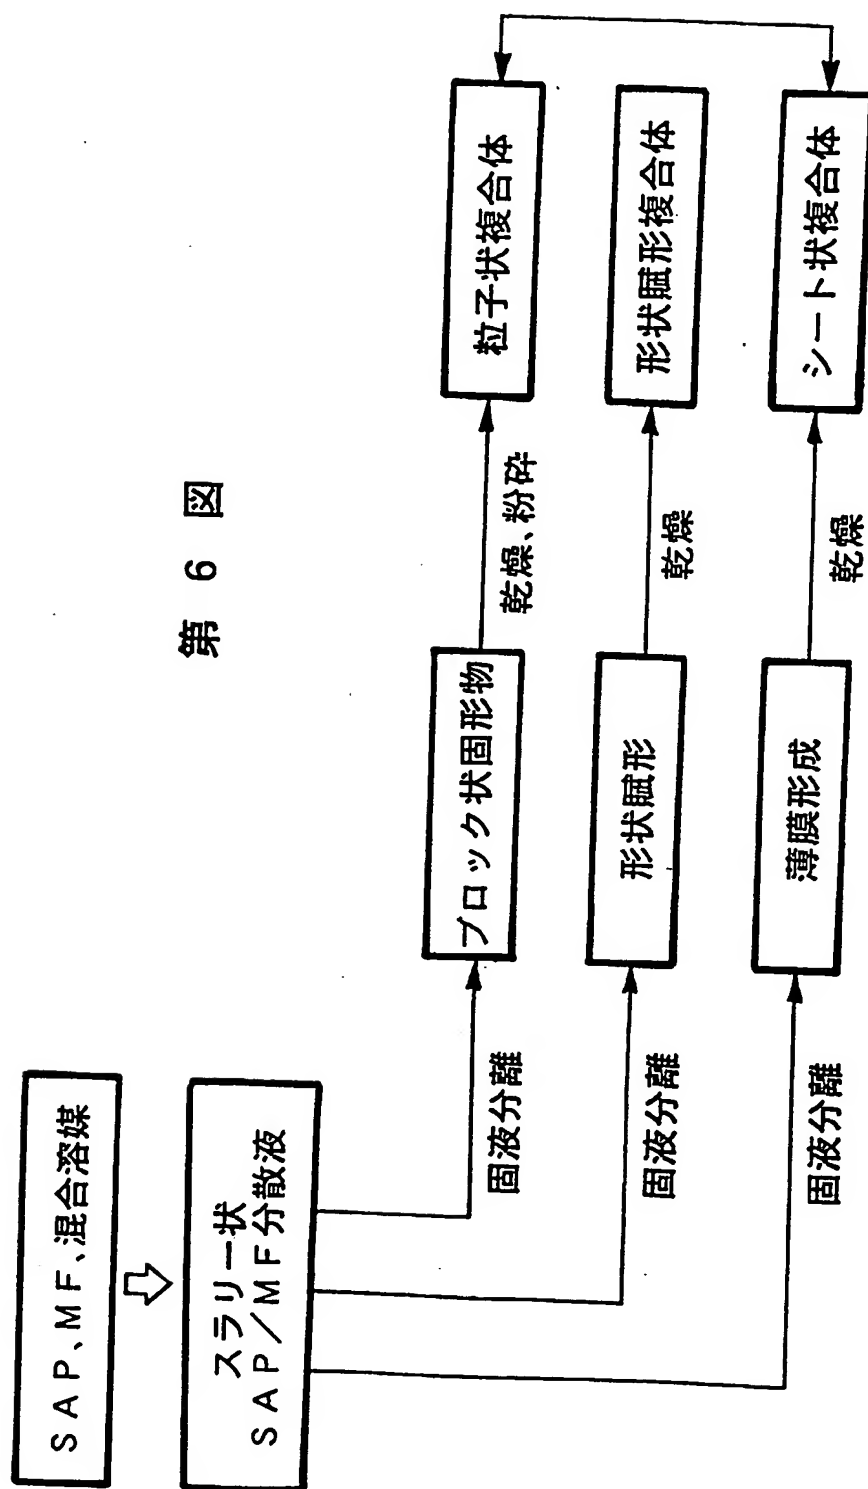 第 6 図
SAP、MF、混合溶媒
スラリー状
SAP/MF分散液
固液分離
ブロック状固形物
乾燥、粉砕
粒子状複合体
固液分離
形状賦形
乾燥
形状賦形複合体
固液分離
薄膜形成
乾燥
シート状複合体